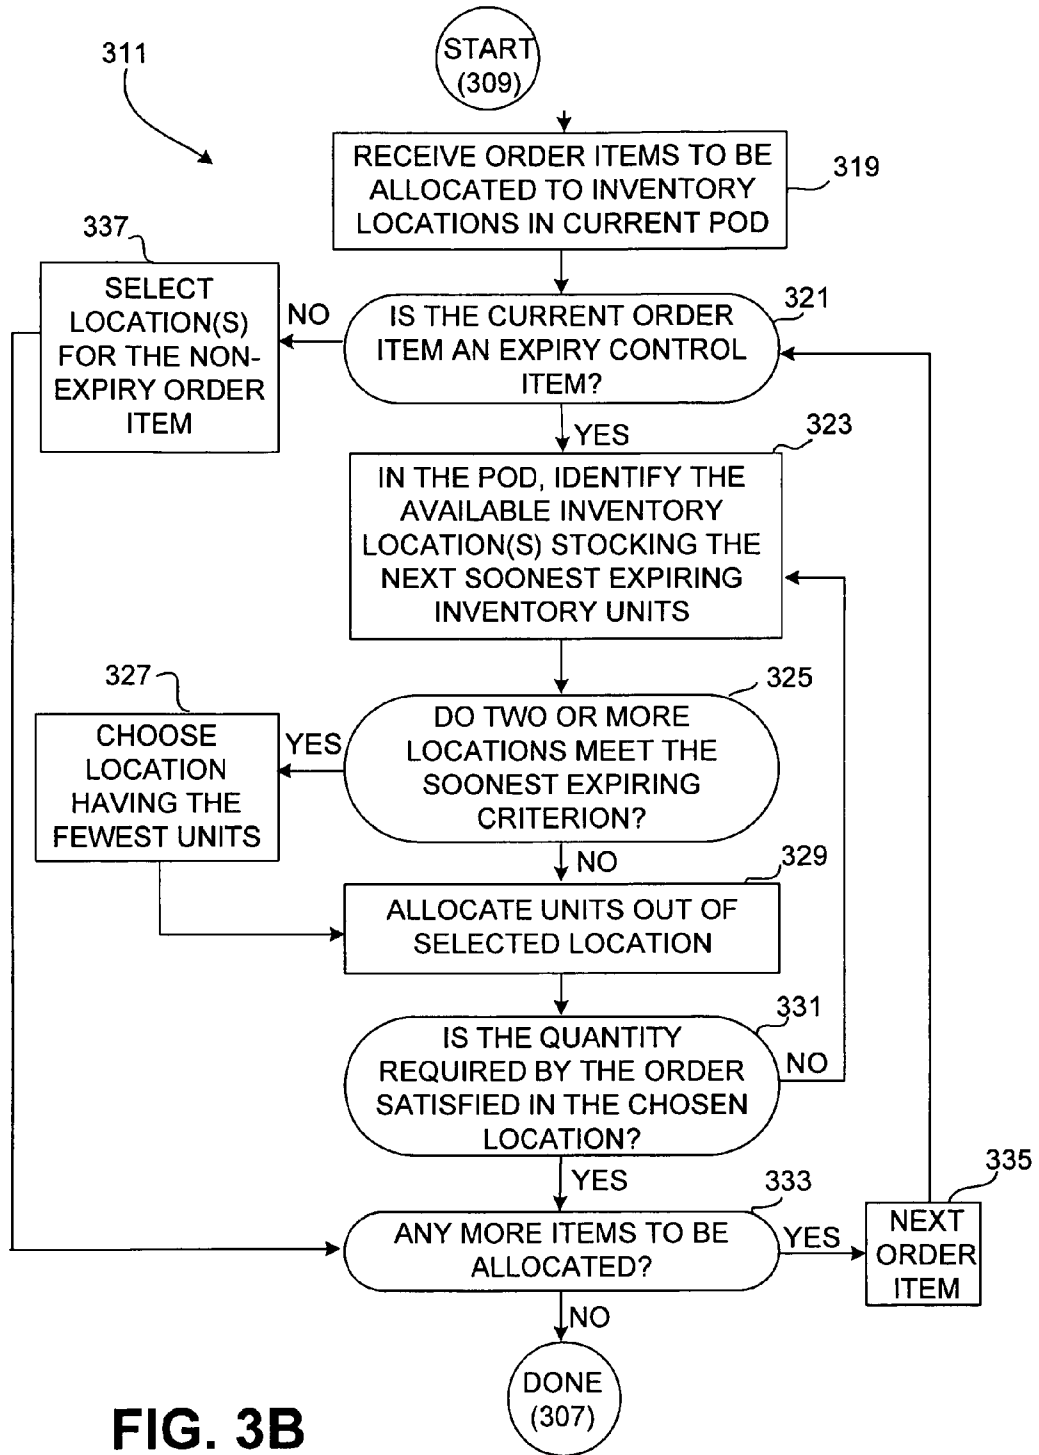 START
(309)
311
RECEIVE ORDER ITEMS TO BE
ALLOCATED TO INVENTORY
LOCATIONS IN CURRENT POD
319
337
SELECT
LOCATION(S)
FOR THE NON-
EXPIRY ORDER
ITEM
NO
IS THE CURRENT ORDER
ITEM AN EXPIRY CONTROL
ITEM?
321
YES
323
IN THE POD, IDENTIFY THE
AVAILABLE INVENTORY
LOCATION(S) STOCKING THE
NEXT SOONEST EXPIRING
INVENTORY UNITS
327
CHOOSE
LOCATION
HAVING THE
FEWEST UNITS
YES
DO TWO OR MORE
LOCATIONS MEET THE
SOONEST EXPIRING
CRITERION?
325
NO
329
ALLOCATE UNITS OUT OF
SELECTED LOCATION
331
IS THE QUANTITY
REQUIRED BY THE ORDER
SATISFIED IN THE CHOSEN
LOCATION?
NO
YES
333
ANY MORE ITEMS TO BE
ALLOCATED?
YES
335
NEXT
ORDER
ITEM
NO
DONE
(307)
FIG. 3B